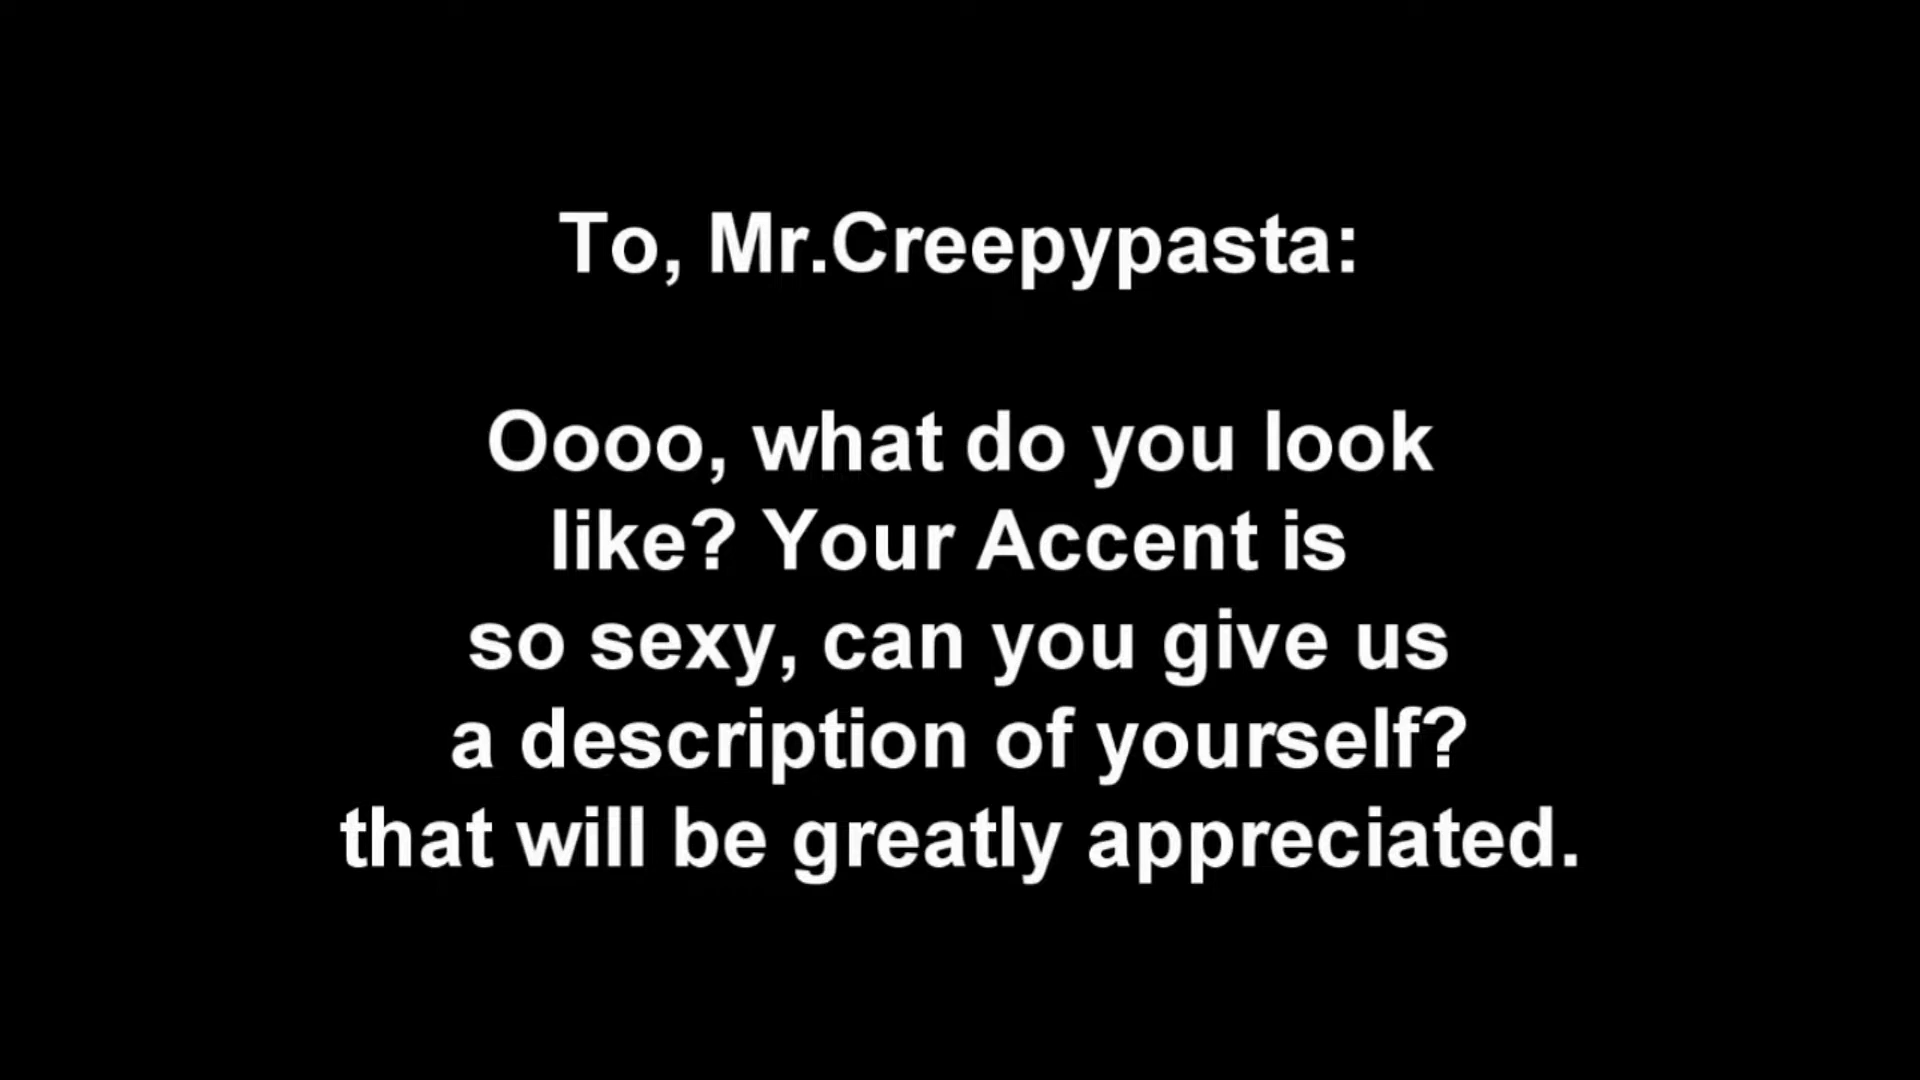 To, Mr.Creepypasta:
Oooo, what do you look
like? Your Accent is
so sexy, can you give us
a description of yourself?
that will be greatly appreciated.